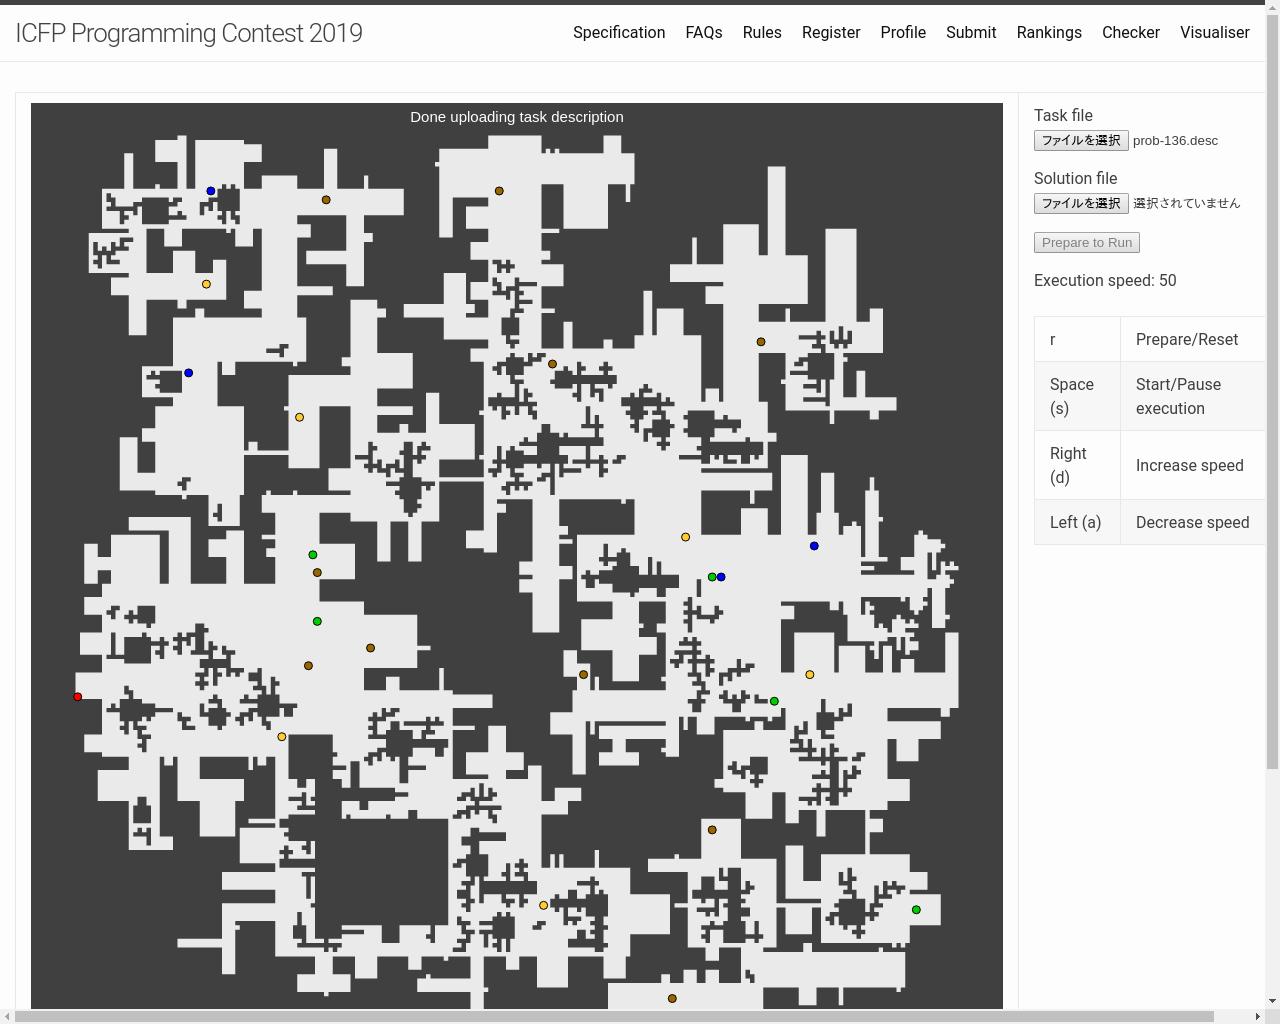 ICFP Programming Contest 2019
Specification FAQs Rules Register Profile Submit Rankings Checker Visualiser
Done uploading task description
Task file
ファイルを選択 prob-136.desc
Solution file
ファイルを選択 選択されていません
Prepare to Run
Execution speed: 50
r Prepare/Reset
Space (s) Start/Pause execution
Right (d) Increase speed
Left (a) Decrease speed